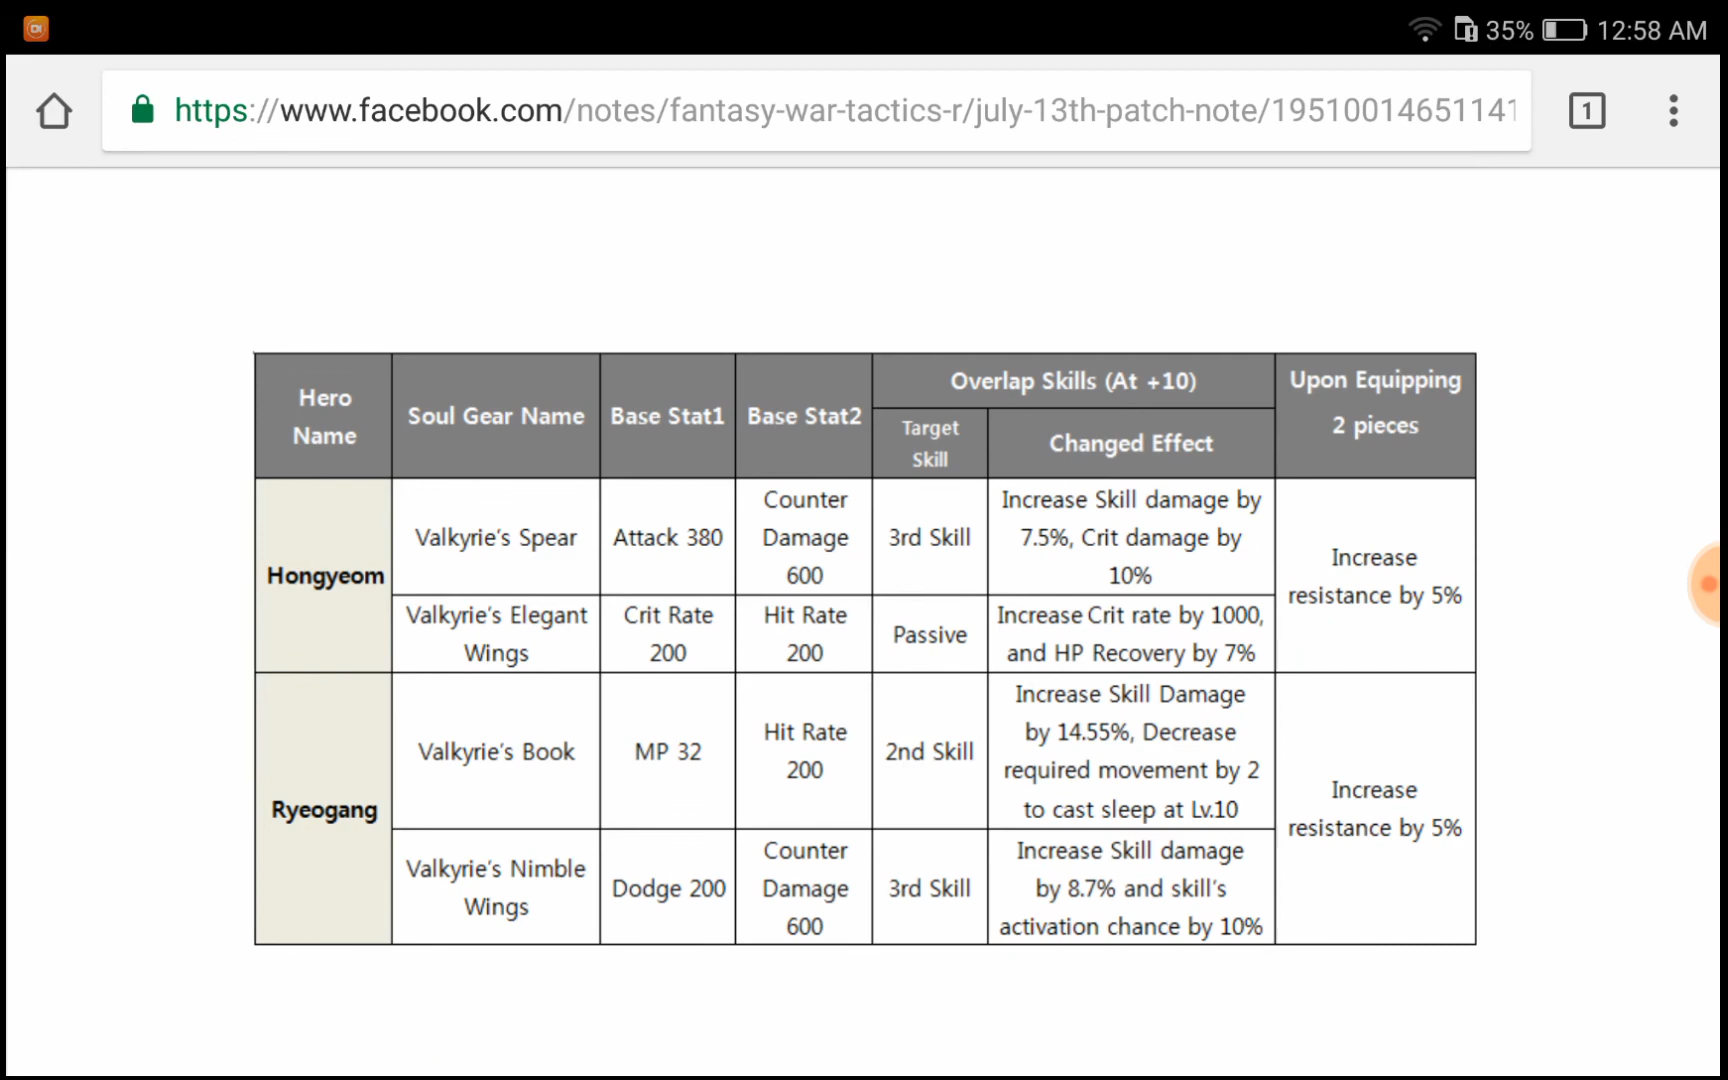 35% 12:58 AM
https://www.facebook.com/notes/fantasy-war-tactics-r/july-13th-patch-note/1951001465114
1
Hero
Name
Soul Gear Name
Base Stat1
Base Stat2
Overlap Skills (At +10)
Target
Skill
Changed Effect
Upon Equipping
2 pieces
Hongyeom
Valkyrie's Spear
Attack 380
Counter
Damage
600
3rd Skill
Increase Skill damage by
7.5%, Crit damage by
10%
Increase
resistance by 5%
Valkyrie's Elegant
Wings
Crit Rate
200
Hit Rate
200
Passive
Increase Crit rate by 1000,
and HP Recovery by 7%
Ryeogang
Valkyrie's Book
MP 32
Hit Rate
200
2nd Skill
Increase Skill Damage
by 14.55%, Decrease
required movement by 2
to cast sleep at Lv.10
Increase
resistance by 5%
Valkyrie's Nimble
Wings
Dodge 200
Counter
Damage
600
3rd Skill
Increase Skill damage
by 8.7% and skill's
activation chance by 10%